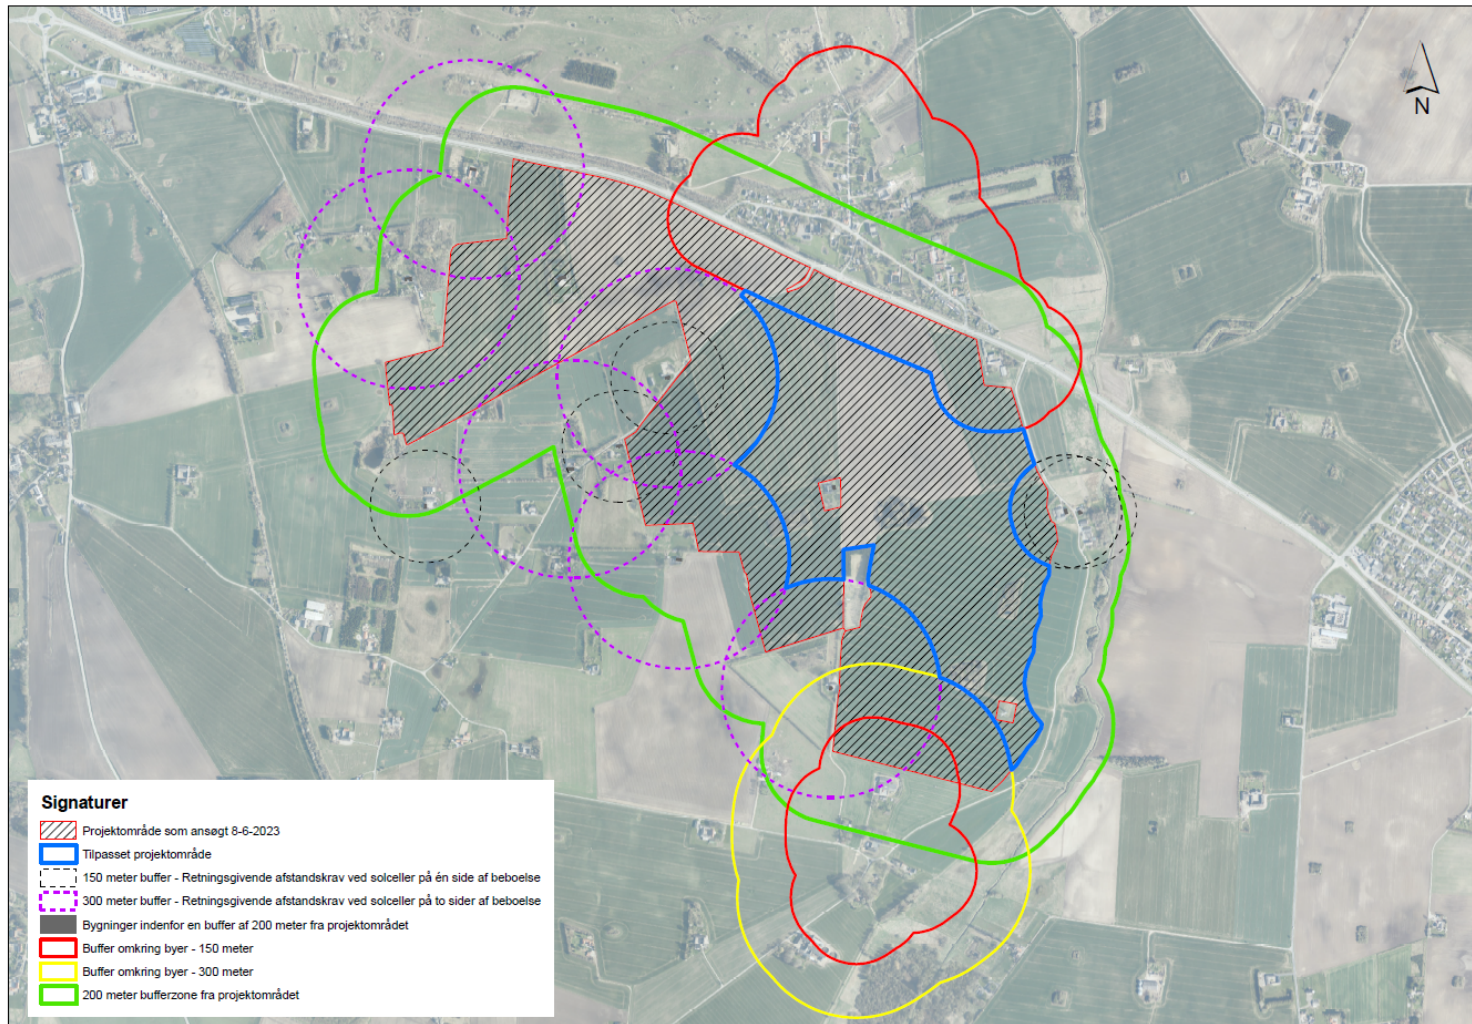 N
Signaturer
Projektområde som ansøgt 8-6-2023
Tilpasset projektområde
150 meter buffer - Retningsgivende afstandskrav ved solceller på én side af beboelse
300 meter buffer - Retningsgivende afstandskrav ved solceller på to sider af beboelse
Bygninger indenfor en buffer af 200 meter fra projektområdet
Buffer omkring byer - 150 meter
Buffer omkring byer - 300 meter
200 meter bufferzone fra projektområdet